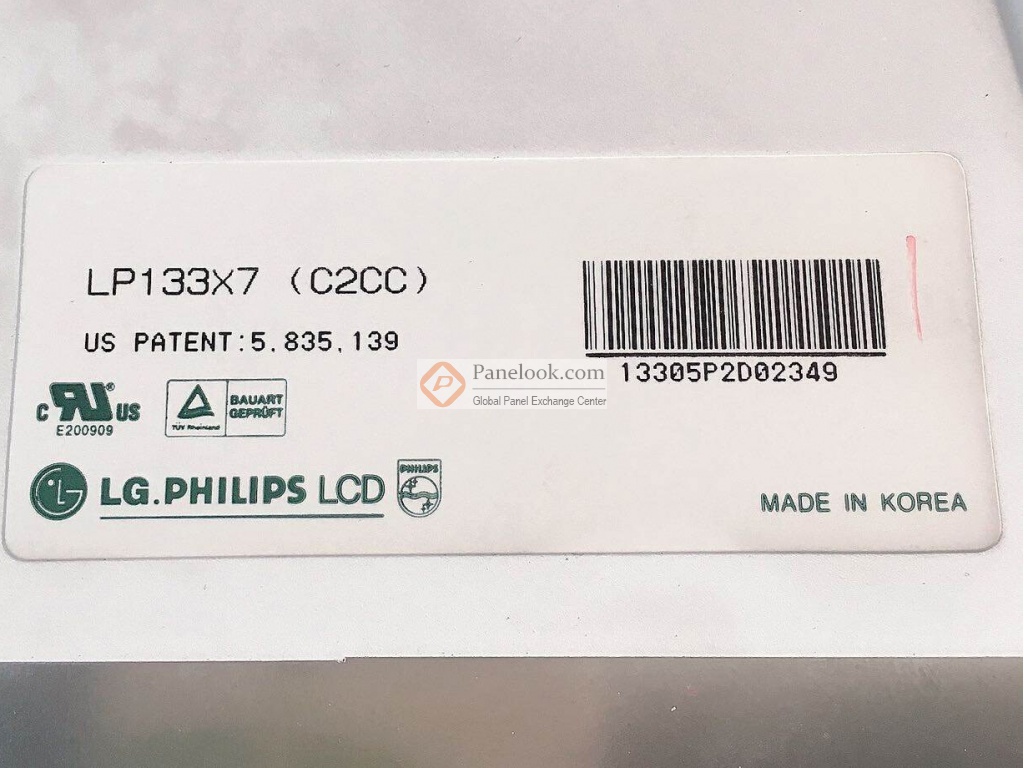 LP133X7 (C2CC)
US PATENT:5,835,139
13305P2D02349
Panelook.com
Global Panel Exchange Center
C UL US
E200909
TÜV Rheinland
BAUART
GEPRÜFT
LG.PHILIPS LCD
PHILIPS
MADE IN KOREA